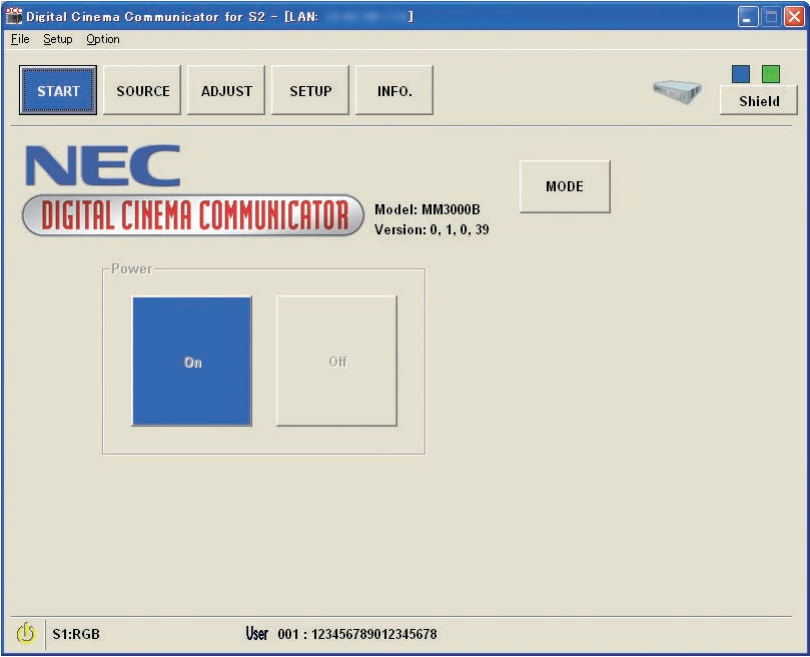 Digital Cinema Communicator for S2 - [LAN: ]
File Setup Option
START SOURCE ADJUST SETUP INFO. Shield
NEC
DIGITAL CINEMA COMMUNICATOR
MODE
Model: MM3000B
Version: 0, 1, 0, 39
Power
On Off
S1:RGB User 001 : 123456789012345678